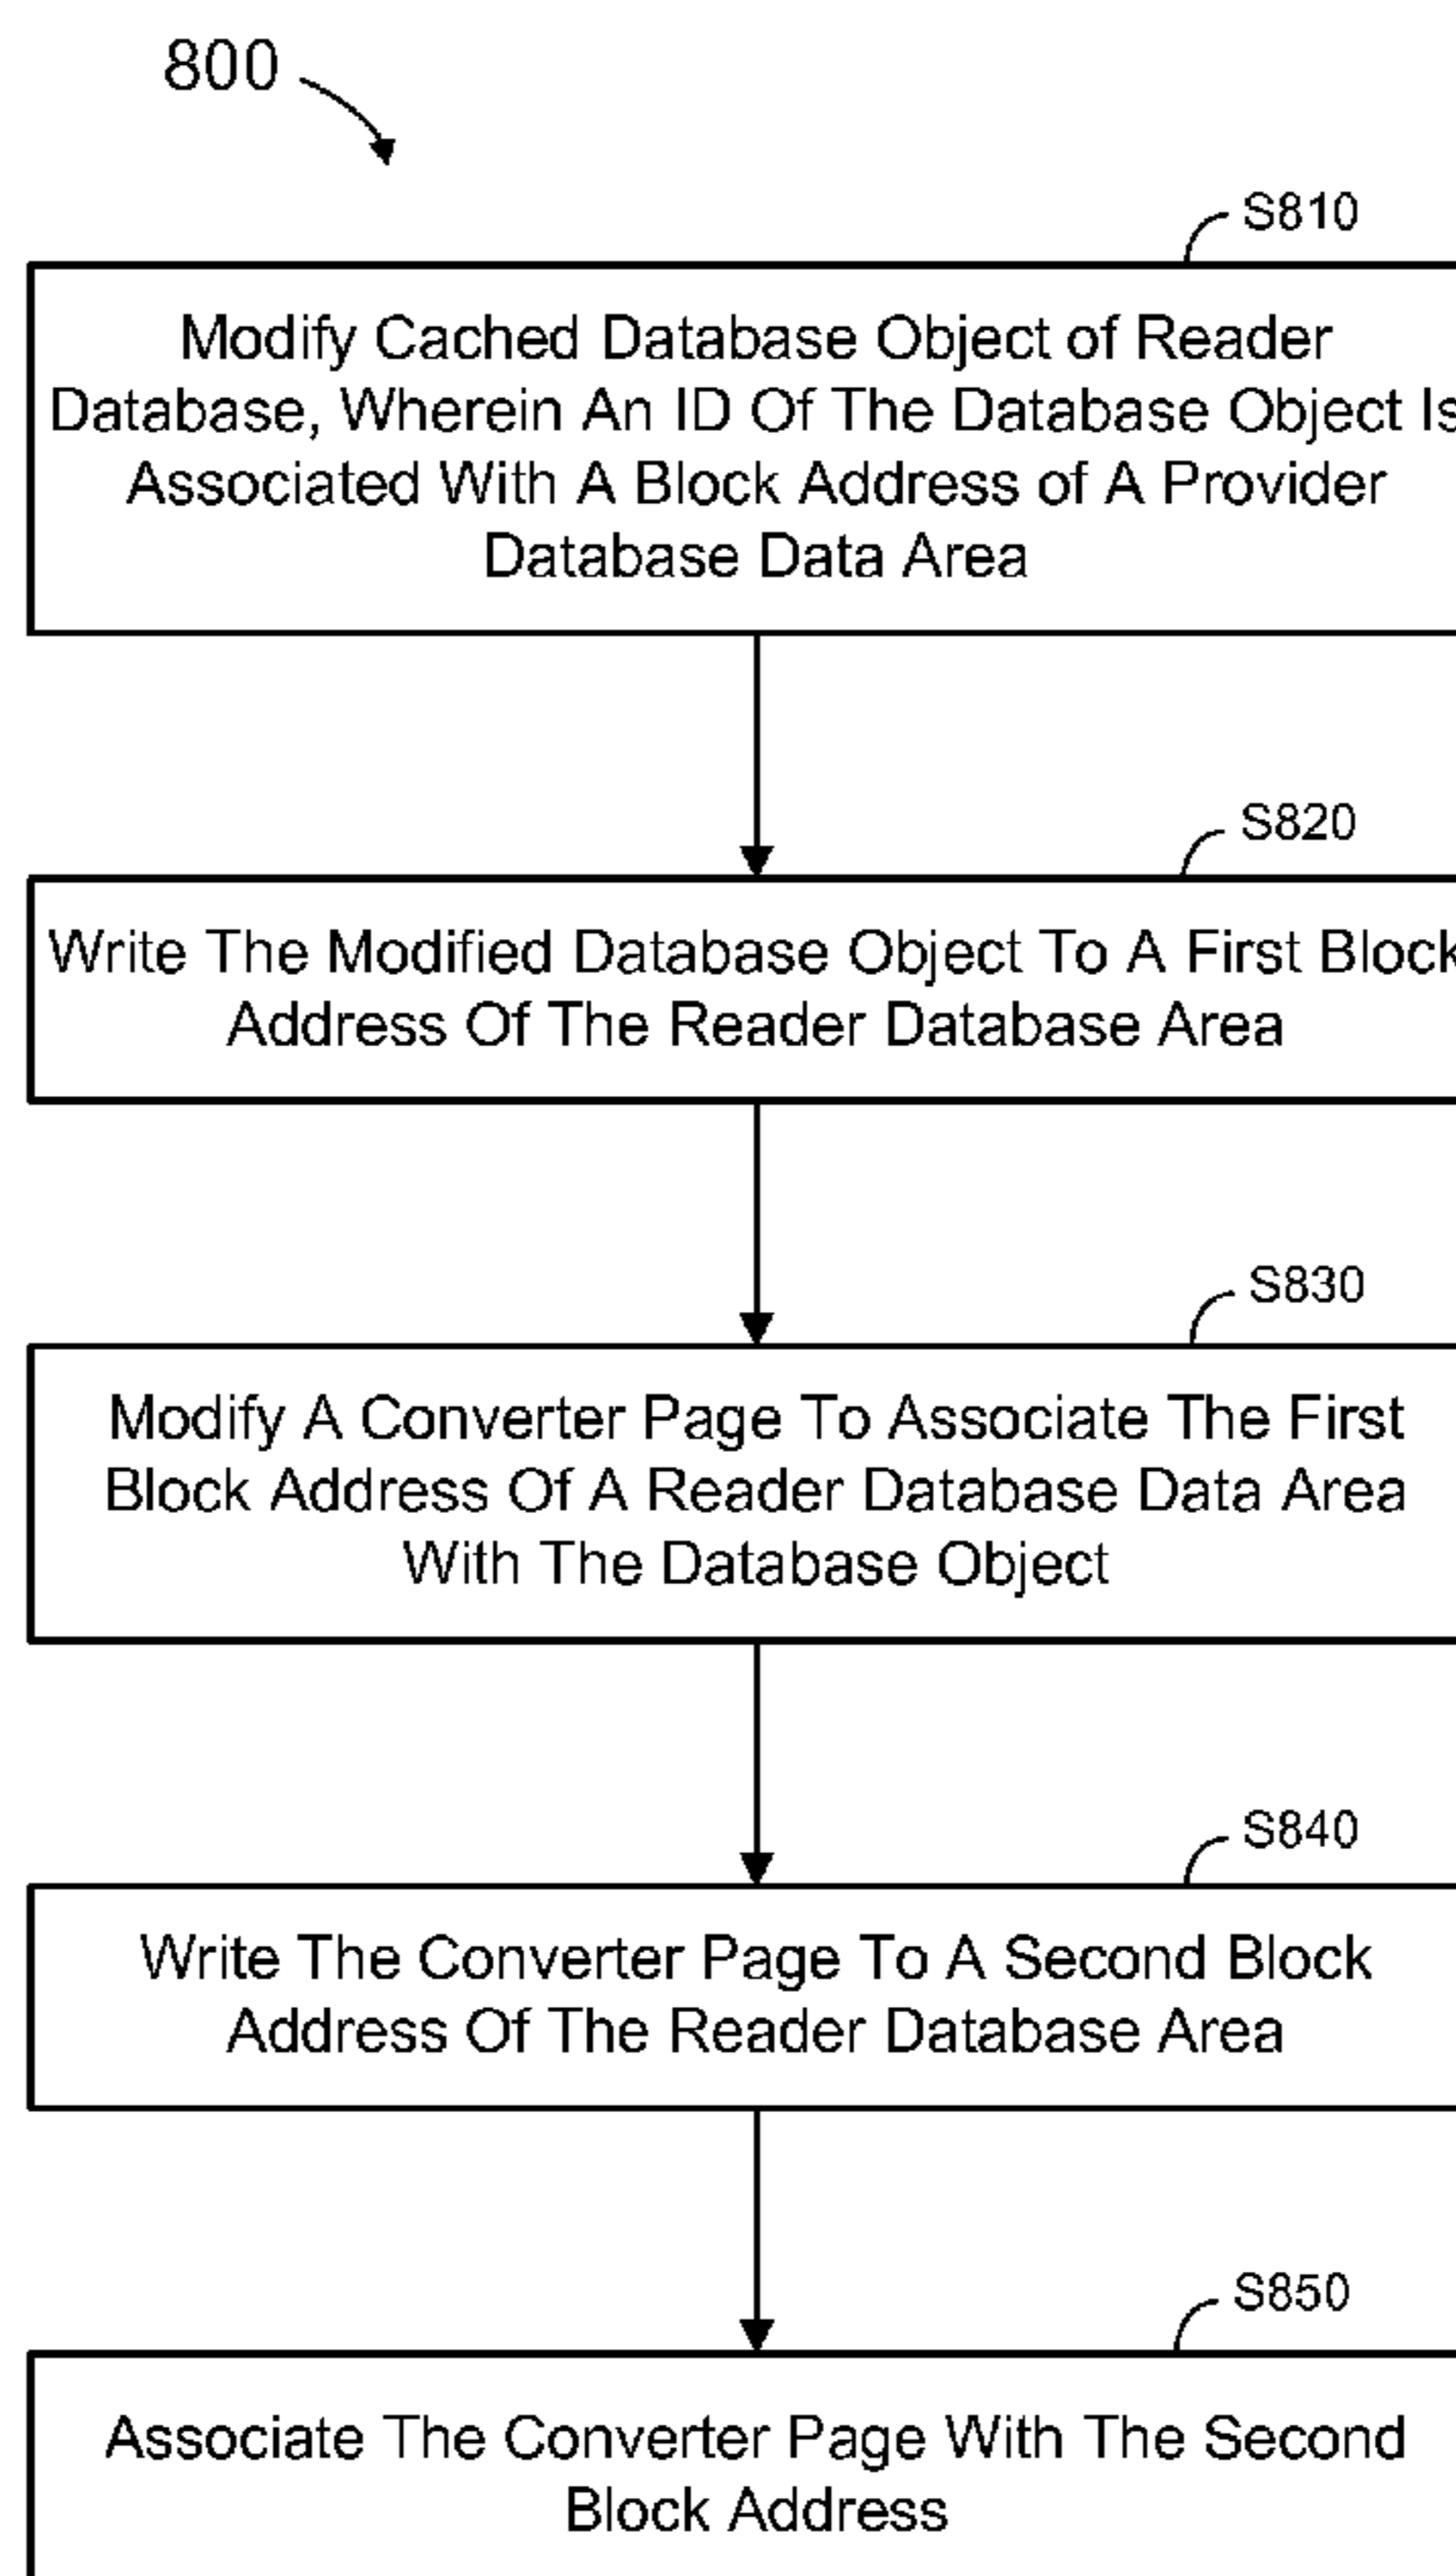 800
S810
Modify Cached Database Object of Reader
Database, Wherein An ID Of The Database Object Is
Associated With A Block Address of A Provider
Database Data Area
S820
Write The Modified Database Object To A First Block
Address Of The Reader Database Area
S830
Modify A Converter Page To Associate The First
Block Address Of A Reader Database Data Area
With The Database Object
S840
Write The Converter Page To A Second Block
Address Of The Reader Database Area
S850
Associate The Converter Page With The Second
Block Address